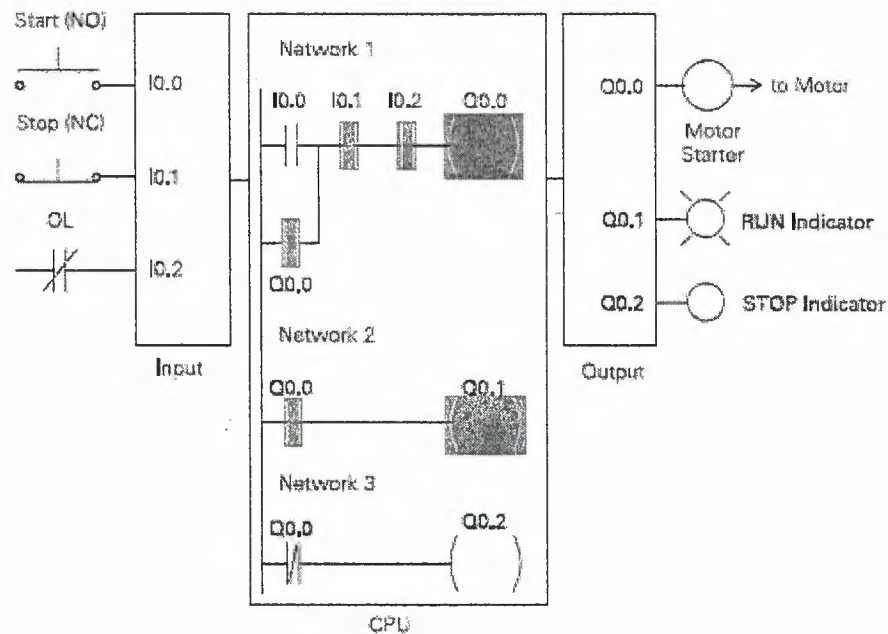 Start (NO)
I0.0
Stop (NC)
I0.1
OL
I0.2
Input
Network 1
I0.0 I0.1 I0.2 Q0.0
Q0.0
Network 2
Q0.0 Q0.1
Network 3
Q0.0 Q0.2
CPU
Q0.0 to Motor
Motor
Starter
Q0.1 RUN Indicator
Q0.2 STOP Indicator
Output